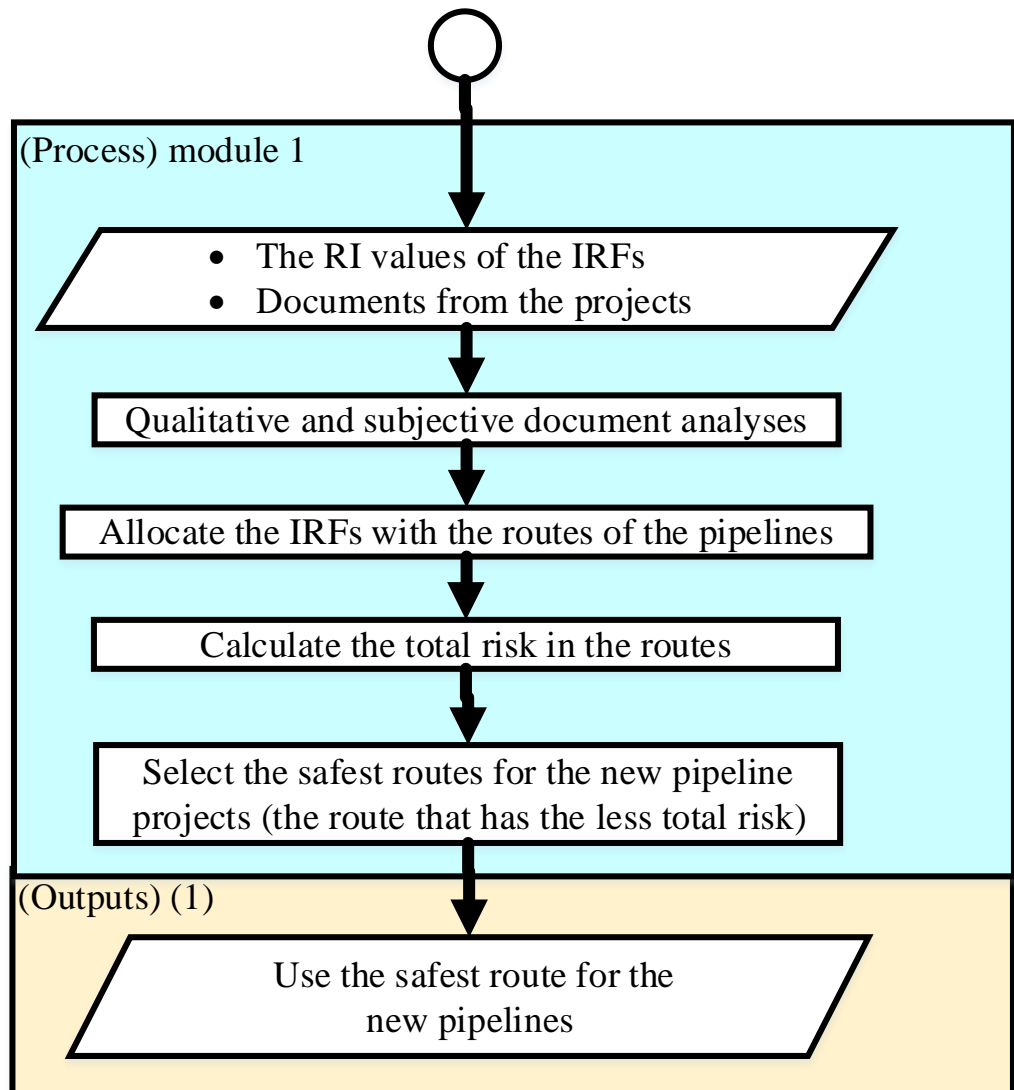 (Process) module 1
• The RI values of the IRFs
• Documents from the projects
Qualitative and subjective document analyses
Allocate the IRFs with the routes of the pipelines
Calculate the total risk in the routes
Select the safest routes for the new pipeline
projects (the route that has the less total risk)
(Outputs) (1)
Use the safest route for the
new pipelines